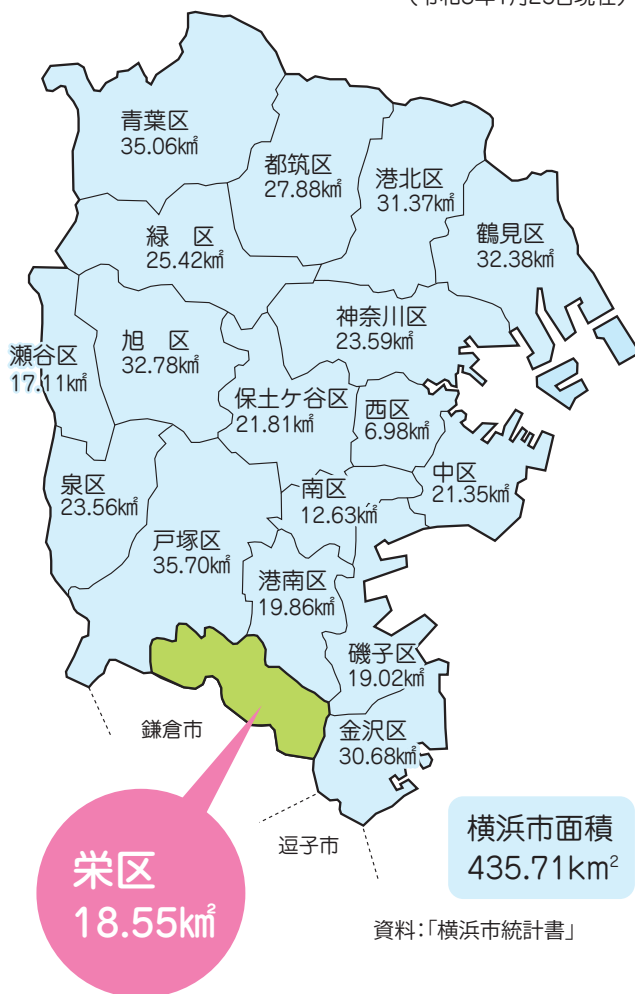 青葉区
35.06㎢
都筑区
27.88㎢
港北区
31.37㎢
鶴見区
32.38㎢
緑　区
25.42㎢
神奈川区
23.59㎢
瀬谷区
17.11㎢
旭　区
32.78㎢
保土ケ谷区
21.81㎢
西区
6.98㎢
泉区
23.56㎢
南区
12.63㎢
中区
21.35㎢
戸塚区
35.70㎢
港南区
19.86㎢
磯子区
19.02㎢
鎌倉市
金沢区
30.68㎢
逗子市
栄区
18.55㎢
横浜市面積
435.71km²
資料：「横浜市統計書」